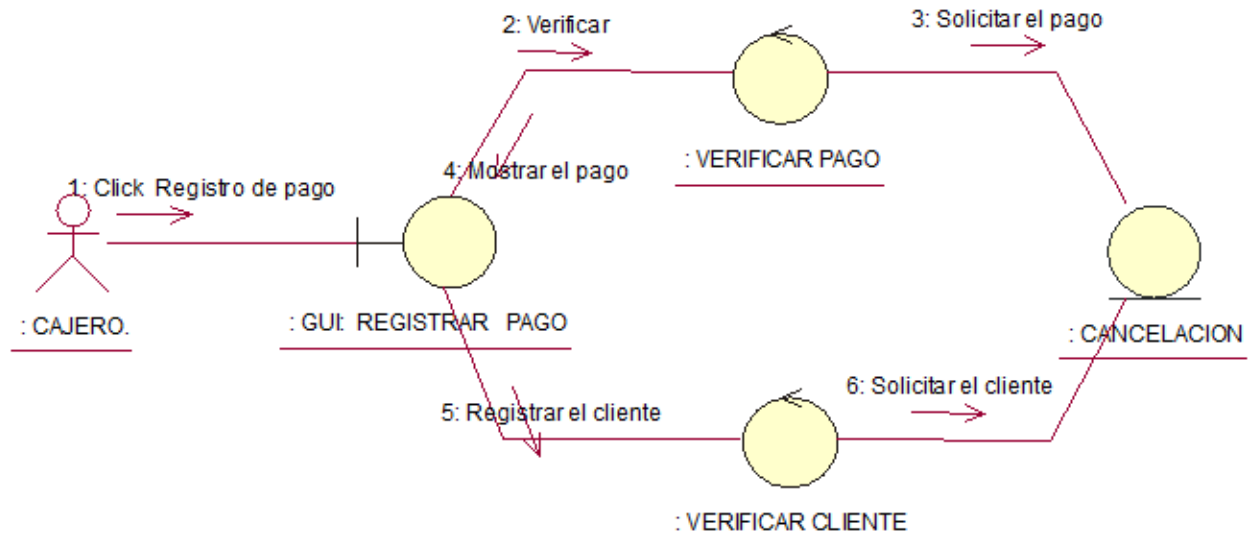 2: Verificar
3: Solicitar el pago
: VERIFICAR PAGO
4: Mostrar el pago
1: Click Registro de pago
: CAJERO.
: GUI: REGISTRAR PAGO
: CANCELACION
5: Registrar el cliente
6: Solicitar el cliente
: VERIFICAR CLIENTE